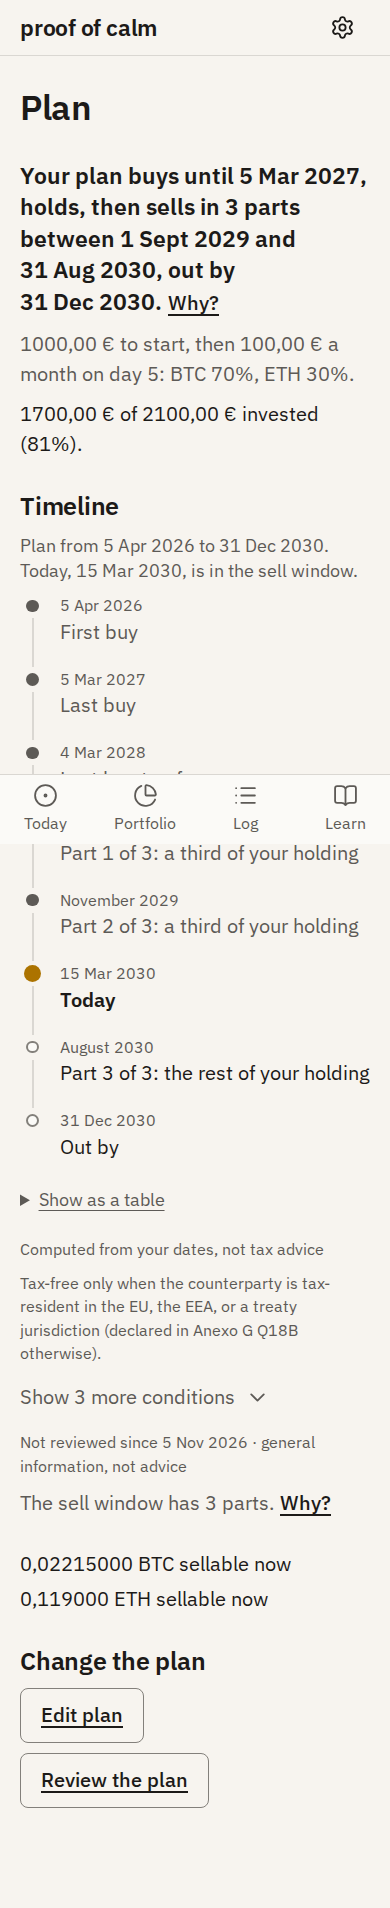 proof of calm
Plan
Your plan buys until 5 Mar 2027,
holds, then sells in 3 parts
between 1 Sept 2029 and
31 Aug 2030, out by
31 Dec 2030. Why?
1000,00 € to start, then 100,00 € a
month on day 5: BTC 70%, ETH 30%.
1700,00 € of 2100,00 € invested
(81%).
Timeline
Plan from 5 Apr 2026 to 31 Dec 2030.
Today, 15 Mar 2030, is in the sell window.
5 Apr 2026
First buy
5 Mar 2027
Last buy
4 Mar 2028
Today
Portfolio
Log
Learn
Part 1 of 3: a third of your holding
November 2029
Part 2 of 3: a third of your holding
15 Mar 2030
Today
August 2030
Part 3 of 3: the rest of your holding
31 Dec 2030
Out by
Show as a table
Computed from your dates, not tax advice
Tax-free only when the counterparty is tax-
resident in the EU, the EEA, or a treaty
jurisdiction (declared in Anexo G Q18B
otherwise).
Show 3 more conditions
Not reviewed since 5 Nov 2026 · general
information, not advice
The sell window has 3 parts. Why?
0,02215000 BTC sellable now
0,119000 ETH sellable now
Change the plan
Edit plan
Review the plan